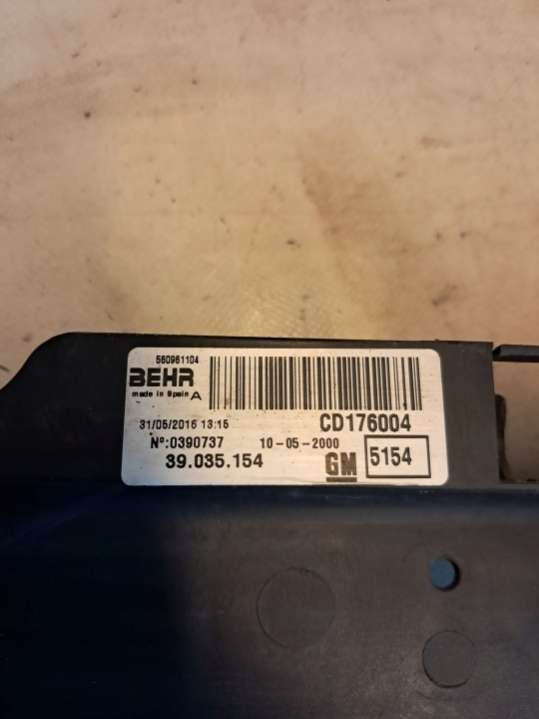 560961104
BEHR
made in Spain A
31/05/2016 13:15
CD176004
Nº:0390737
10-05-2000
39.035.154
GM
5154